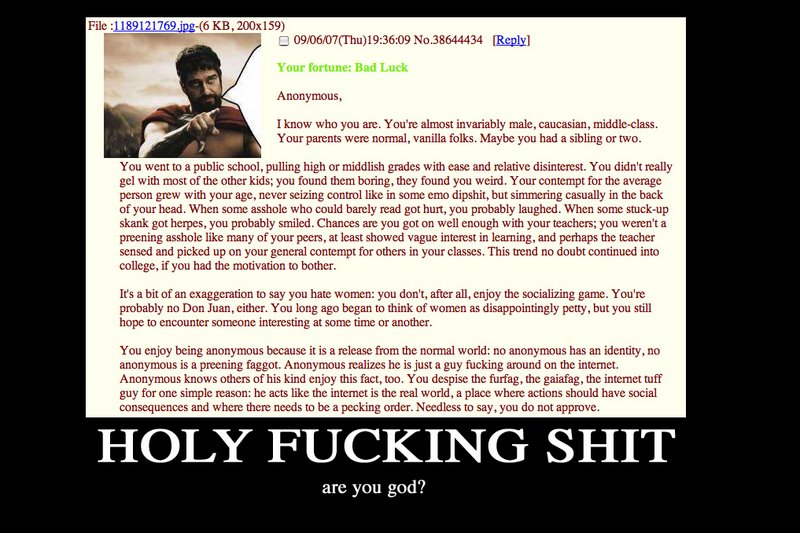 File :1189121769.jpg-(6 KB, 200x159)
09/06/07(Thu)19:36:09 No.38644434 [Reply]
Your fortune: Bad Luck
Anonymous,
I know who you are. You're almost invariably male, caucasian, middle-class.
Your parents were normal, vanilla folks. Maybe you had a sibling or two.
You went to a public school, pulling high or middlish grades with ease and relative disinterest. You didn't really
gel with most of the other kids; you found them boring, they found you weird. Your contempt for the average
person grew with your age, never seizing control like in some emo dipshit, but simmering casually in the back
of your head. When some asshole who could barely read got hurt, you probably laughed. When some stuck-up
skank got herpes, you probably smiled. Chances are you got on well enough with your teachers; you weren't a
preening asshole like many of your peers, at least showed vague interest in learning, and perhaps the teacher
sensed and picked up on your general contempt for others in your classes. This trend no doubt continued into
college, if you had the motivation to bother.
It's a bit of an exaggeration to say you hate women: you don't, after all, enjoy the socializing game. You're
probably no Don Juan, either. You long ago began to think of women as disappointingly petty, but you still
hope to encounter someone interesting at some time or another.
You enjoy being anonymous because it is a release from the normal world: no anonymous has an identity, no
anonymous is a preening faggot. Anonymous realizes he is just a guy fucking around on the internet.
Anonymous knows others of his kind enjoy this fact, too. You despise the furfag, the gaiafag, the internet tuff
guy for one simple reason: he acts like the internet is the real world, a place where actions should have social
consequences and where there needs to be a pecking order. Needless to say, you do not approve.
HOLY FUCKING SHIT
are you god?